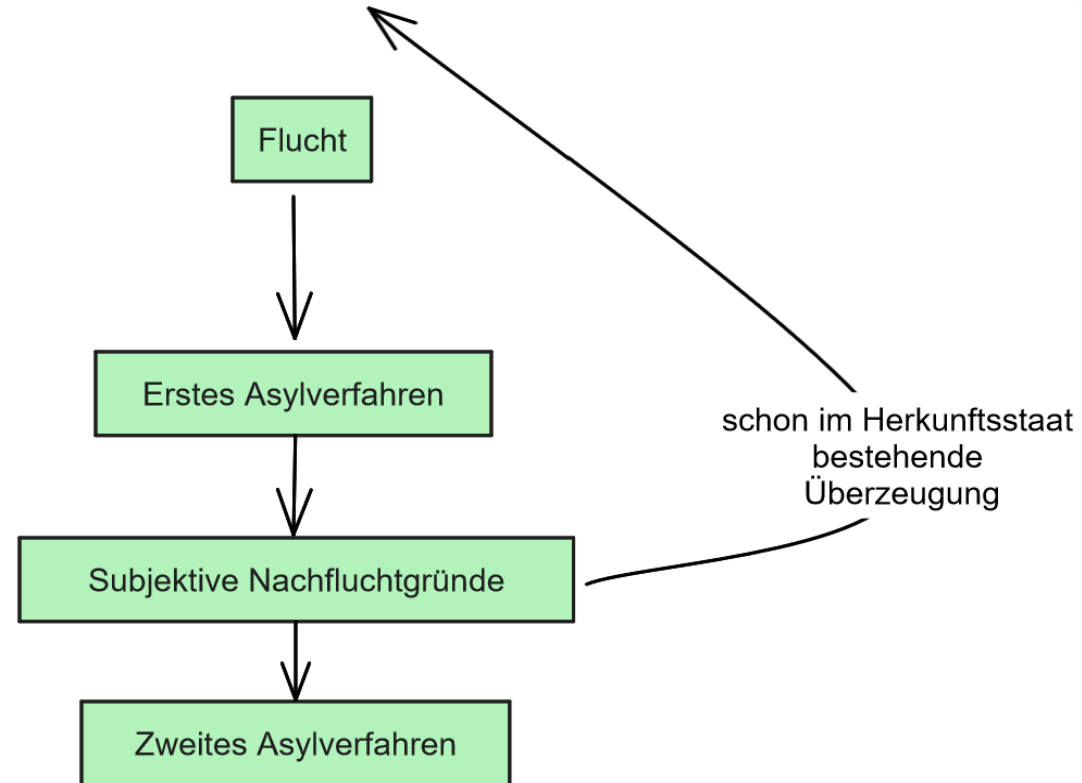 Flucht
Erstes Asylverfahren
schon im Herkunftsstaat
bestehende
Überzeugung
Subjektive Nachfluchtgründe
Zweites Asylverfahren